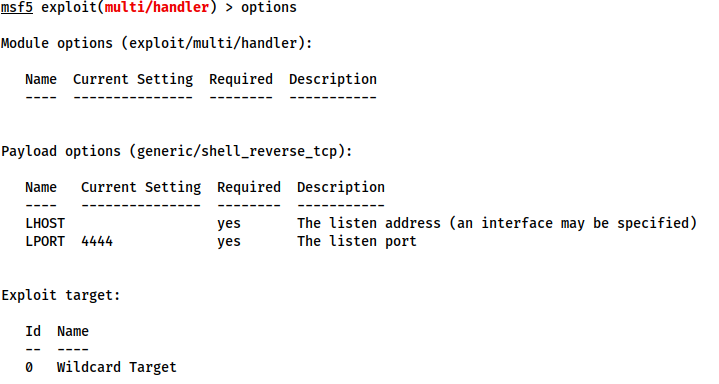 msf5 exploit(multi/handler) > options

Module options (exploit/multi/handler):

   Name  Current Setting  Required  Description
   ----  ---------------  --------  -----------


Payload options (generic/shell_reverse_tcp):

   Name   Current Setting  Required  Description
   ----   ---------------  --------  -----------
   LHOST                   yes       The listen address (an interface may be specified)
   LPORT  4444             yes       The listen port


Exploit target:

   Id  Name
   --  ----
   0   Wildcard Target